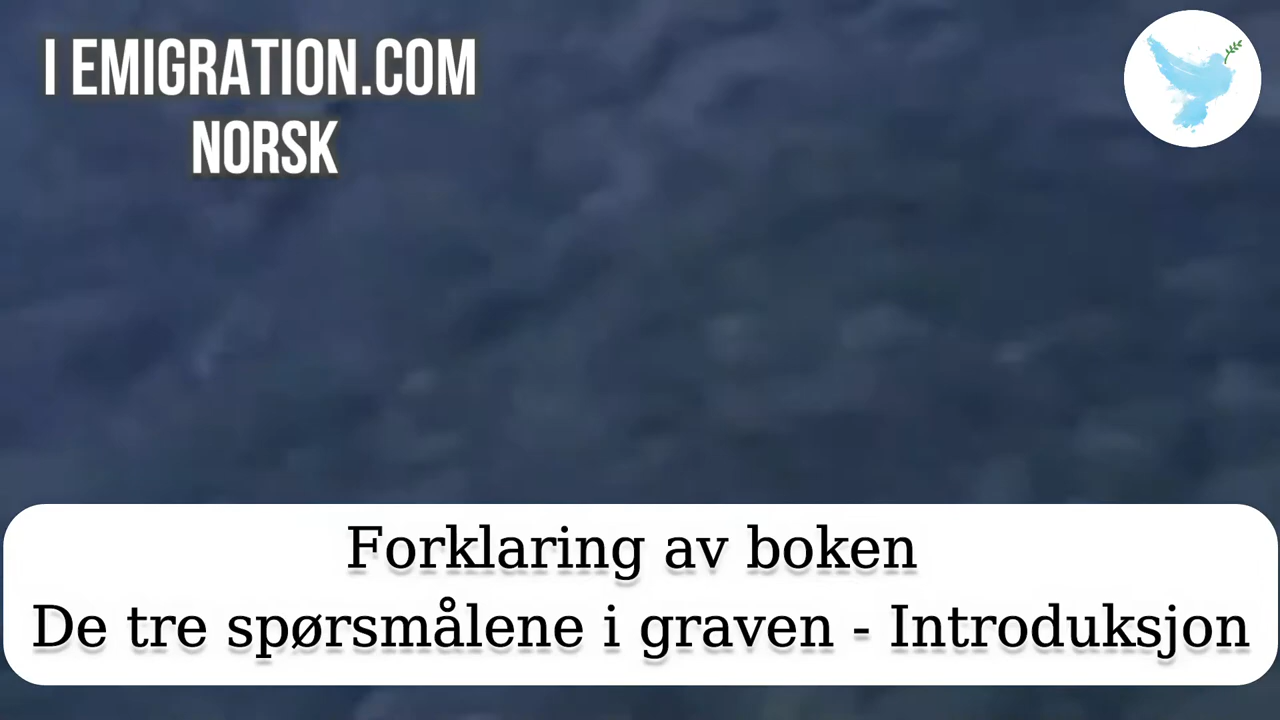 I EMIGRATION.COM
NORSK
Forklaring av boken
De tre spørsmålene i graven - Introduksjon